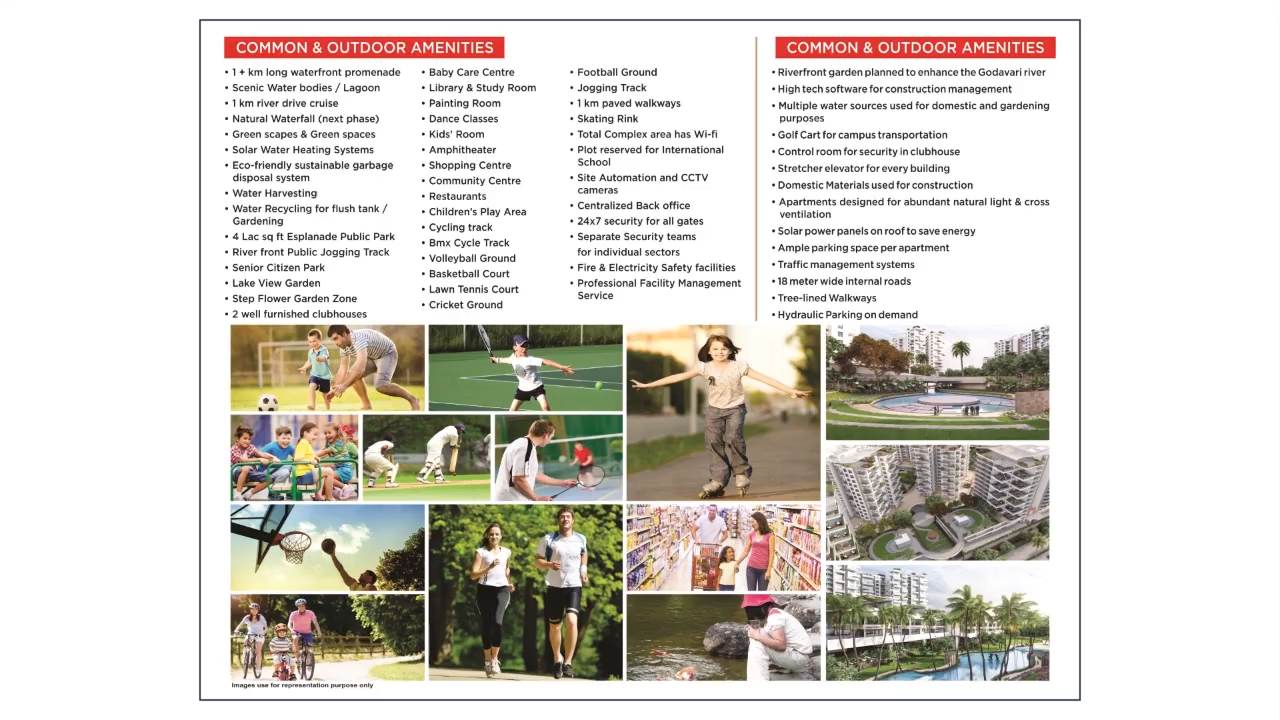 COMMON & OUTDOOR AMENITIES
• 1 + km long waterfront promenade
• Scenic Water bodies / Lagoon
• 1 km river drive cruise
• Natural Waterfall (next phase)
• Green scapes & Green spaces
• Solar Water Heating Systems
• Eco-friendly sustainable garbage
disposal system
• Water Harvesting
• Water Recycling for flush tank /
Gardening
• 4 Lac sq ft Esplanade Public Park
• River front Public Jogging Track
• Senior Citizen Park
• Lake View Garden
• Step Flower Garden Zone
• 2 well furnished clubhouses
• Baby Care Centre
• Library & Study Room
• Painting Room
• Dance Classes
• Kids' Room
• Amphitheater
• Shopping Centre
• Community Centre
• Restaurants
• Children's Play Area
• Cycling track
• Bmx Cycle Track
• Volleyball Ground
• Basketball Court
• Lawn Tennis Court
• Cricket Ground
• Football Ground
• Jogging Track
• 1 km paved walkways
• Skating Rink
• Total Complex area has Wi-fi
• Plot reserved for International
School
• Site Automation and CCTV
cameras
• Centralized Back office
• 24x7 security for all gates
• Separate Security teams
for individual sectors
• Fire & Electricity Safety facilities
• Professional Facility Management
Service
COMMON & OUTDOOR AMENITIES
• Riverfront garden planned to enhance the Godavari river
• High tech software for construction management
• Multiple water sources used for domestic and gardening
purposes
• Golf Cart for campus transportation
• Control room for security in clubhouse
• Stretcher elevator for every building
• Domestic Materials used for construction
• Apartments designed for abundant natural light & cross
ventilation
• Solar power panels on roof to save energy
• Ample parking space per apartment
• Traffic management systems
• 18 meter wide internal roads
• Tree-lined Walkways
• Hydraulic Parking on demand
Images use for representation purpose only